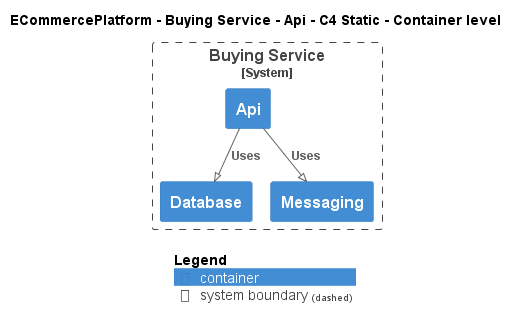 ECommercePlatform - Buying Service - Api - C4 Static - Container level
Buying Service
[System]
Api
Uses Uses
Database Messaging
Legend
container
system boundary (dashed)